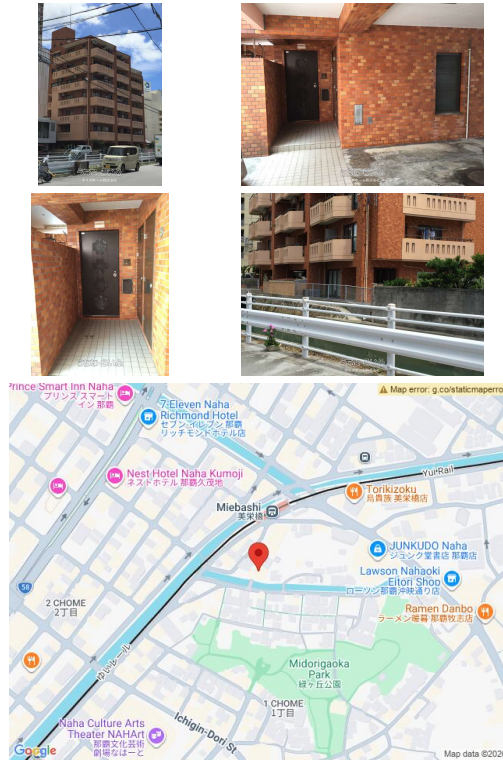 Prince Smart Inn Naha
プリンス スマート
イン 那覇
7-Eleven Naha
Richmond Hotel
セブン-イレブン 那覇
リッチモンドホテル店
Map error: g.co/staticmaperro
Nest Hotel Naha Kumoji
ネストホテル 那覇久茂地
Yui Rail
Torikizoku
鳥貴族 美栄橋店
Miebashi
美栄橋
JUNKUDO Naha
ジュンク堂書店 那覇店
Lawson Nahaoki
Eitori Shop
ローソン那覇沖映通り店
58
2 CHOME
2丁目
Ramen Danbo
ラーメン暖暮 那覇牧志店
Midorigaoka
Park
緑ヶ丘公園
ゆいレール
1 CHOME
1丁目
Ichigin-Dori St
Naha Culture Arts
Theater NAHArt
那覇文化芸術
劇場なはーと
Google
Map data ©202